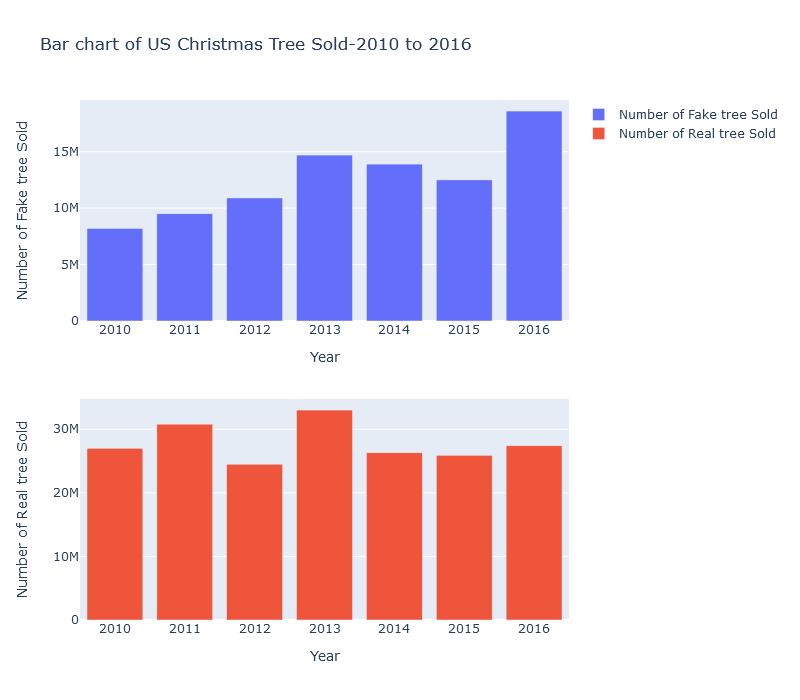 Bar chart of US Christmas Tree Sold-2010 to 2016
Number of Fake tree Sold
15M
10M
5M
0
2010 2011 2012 2013 2014 2015 2016
Year
Number of Fake tree Sold
Number of Real tree Sold
Number of Real tree Sold
30M
20M
10M
0
2010 2011 2012 2013 2014 2015 2016
Year